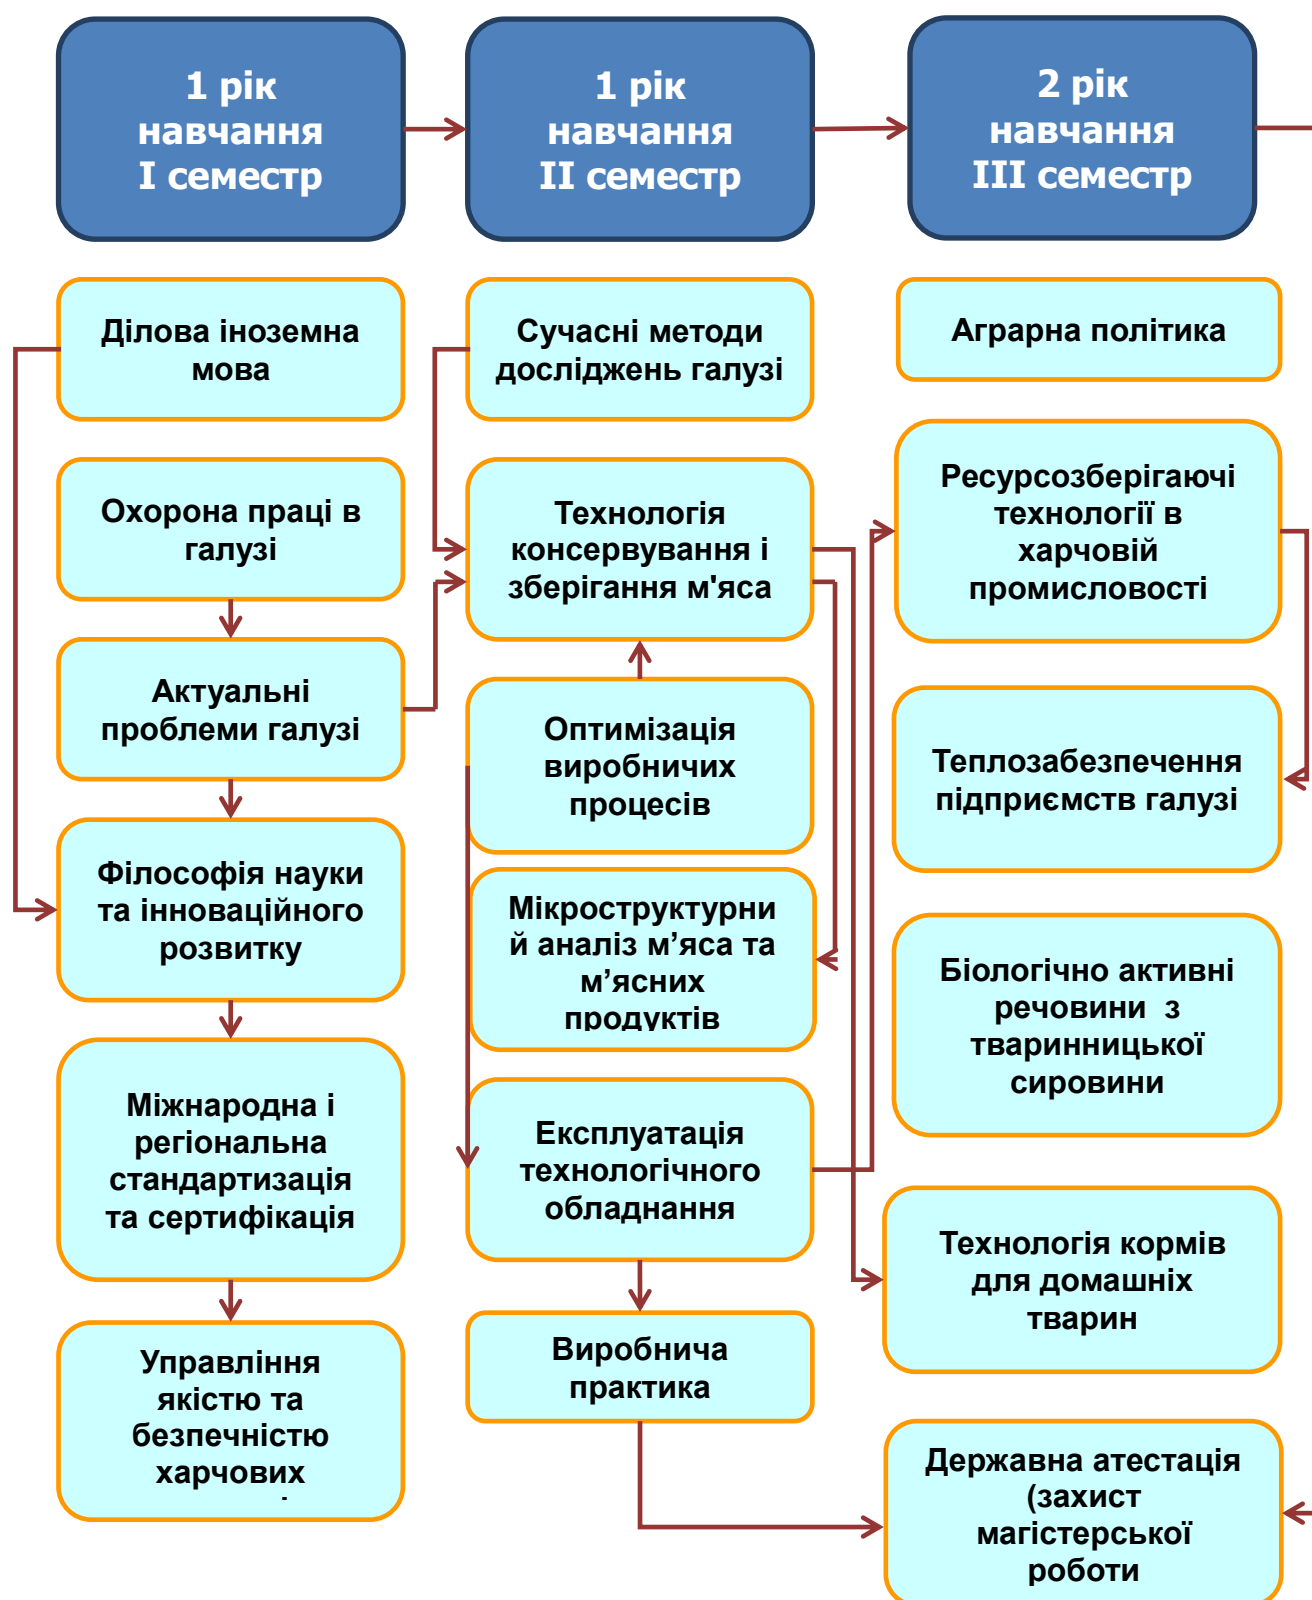 1 рік
навчання
I семестр
1 рік
навчання
II семестр
2 рік
навчання
III семестр
Ділова іноземна
мова
Охорона праці в
галузі
Актуальні
проблеми галузі
Філософія науки
та інноваційного
розвитку
Міжнародна і
регіональна
стандартизація
та сертифікація
Управління
якістю та
безпечністю
харчових
Сучасні методи
досліджень галузі
Технологія
консервування і
зберігання м'яса
Оптимізація
виробничих
процесів
Мікроструктурни
й аналіз м’яса та
м’ясних
продуктів
Експлуатація
технологічного
обладнання
Виробнича
практика
Аграрна політика
Ресурсозберігаючі
технології в
харчовій
промисловості
Теплозабезпечення
підприємств галузі
Біологічно активні
речовини з
тваринницької
сировини
Технологія кормів
для домашніх
тварин
Державна атестація
(захист
магістерської
роботи